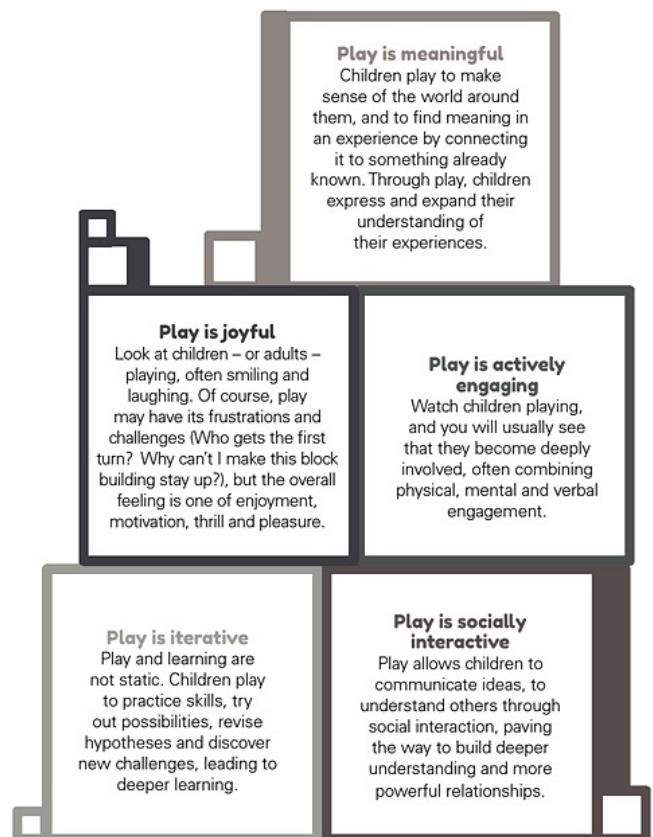 Play is meaningful
Children play to make
sense of the world around
them, and to find meaning in
an experience by connecting
it to something already
known. Through play, children
express and expand their
understanding of
their experiences.
Play is joyful
Look at children – or adults –
playing, often smiling and
laughing. Of course, play
may have its frustrations and
challenges (Who gets the first
turn? Why can't I make this block
building stay up?), but the overall
feeling is one of enjoyment,
motivation, thrill and pleasure.
Play is actively
engaging
Watch children playing,
and you will usually see
that they become deeply
involved, often combining
physical, mental and verbal
engagement.
Play is iterative
Play and learning are
not static. Children play
to practice skills, try
out possibilities, revise
hypotheses and discover
new challenges, leading to
deeper learning.
Play is socially
interactive
Play allows children to
communicate ideas, to
understand others through
social interaction, paving
the way to build deeper
understanding and more
powerful relationships.